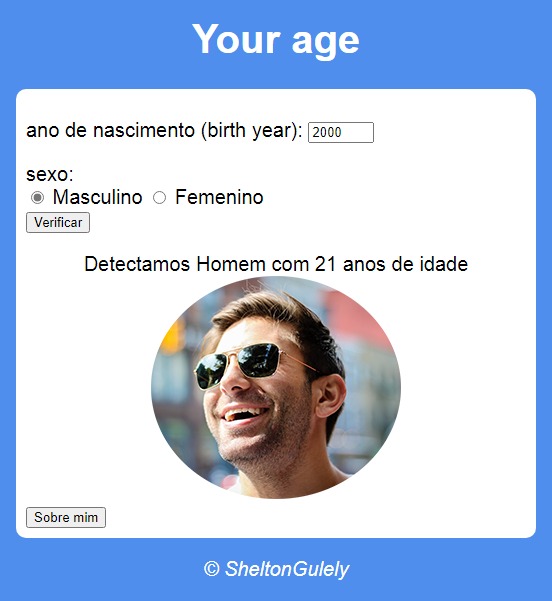 Your age
ano de nascimento (birth year): 2000
sexo:
Masculino Femenino
Verificar
Detectamos Homem com 21 anos de idade
Sobre mim
© SheltonGulely